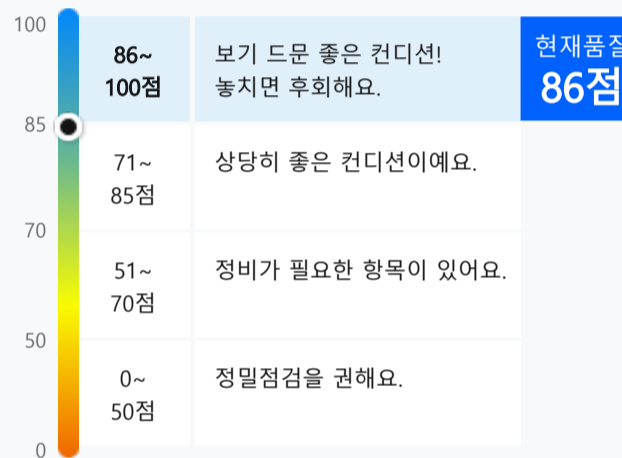 100
86~
100점
보기 드문 좋은 컨디션!
놓치면 후회해요.
현재품질
86점
85
71~
85점
상당히 좋은 컨디션이예요.
70
51~
70점
정비가 필요한 항목이 있어요.
50
0~
50점
정밀점검을 권해요.
0